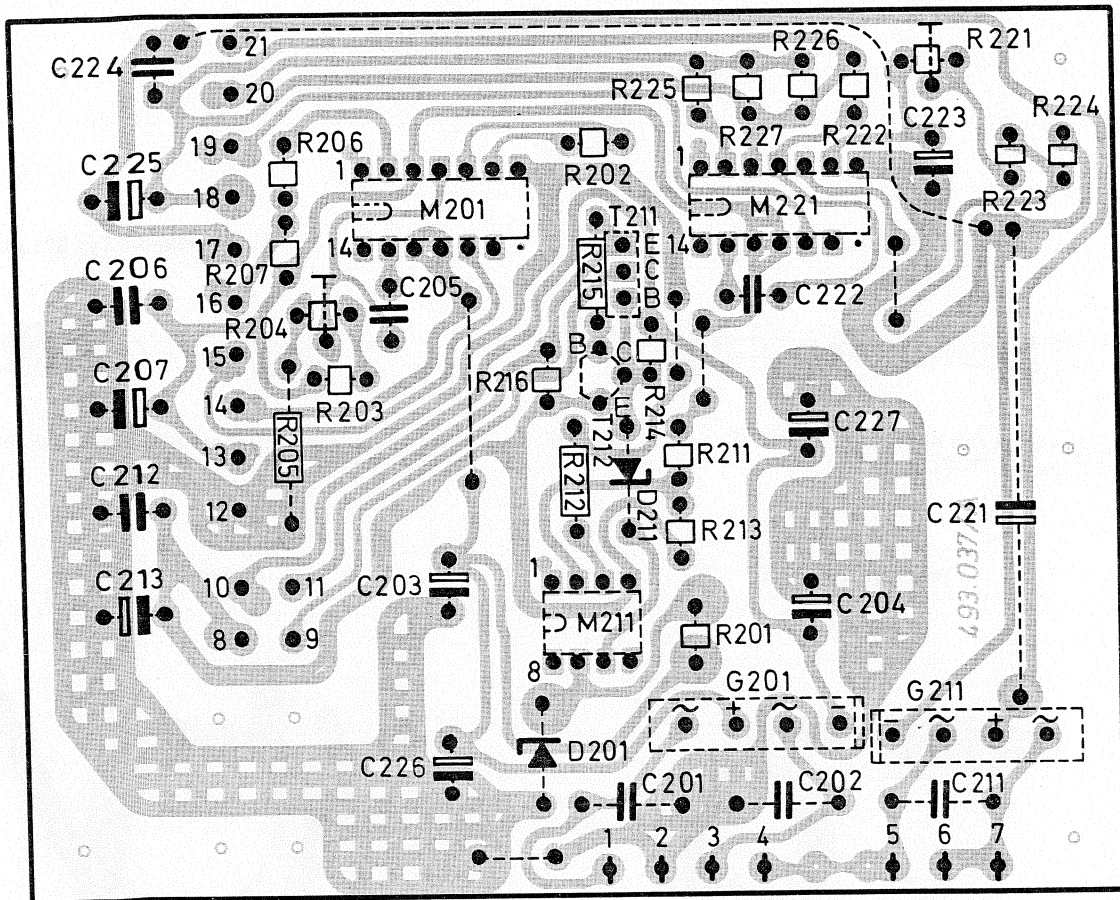 C224
21
R226
R221
20
R225
R224
19
R206
R227
R222
C223
C225
1
R202
1
18
M201
T211
M221
R223
17
14
E
14
C206
R207
R215
C
16
C205
B
C222
R204
15
B
C
C207
R216
14
R203
R214
E
C227
13
R205
T212
R211
C212
R212
12
D211
R213
C221
493.037A
C213
10
11
C203
1
C204
8
9
M211
R201
8
G201
G211
~ + ~ -
- ~ + ~
D201
C226
C201
C202
C211
1
2
3
4
5
6
7